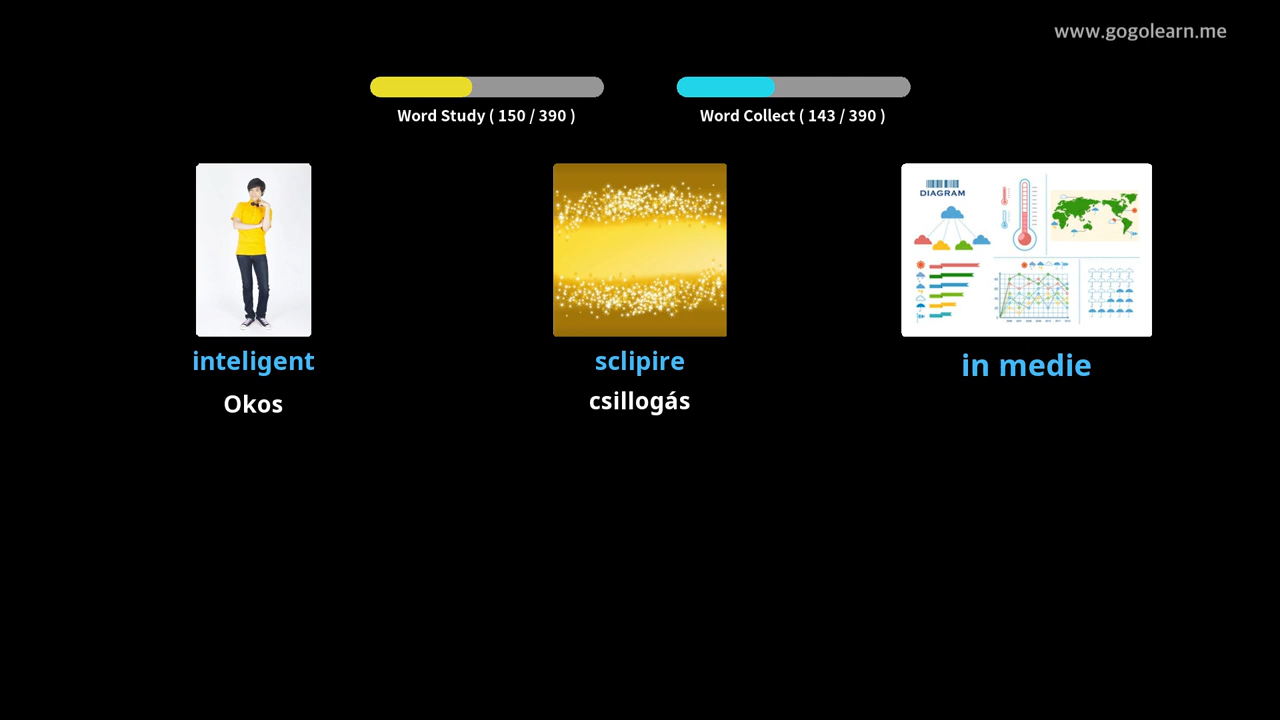 www.gogolearn.me
Word Study ( 150 / 390 )
Word Collect ( 143 / 390 )
DIAGRAM
inteligent
sclipire
in medie
Okos
csillogás